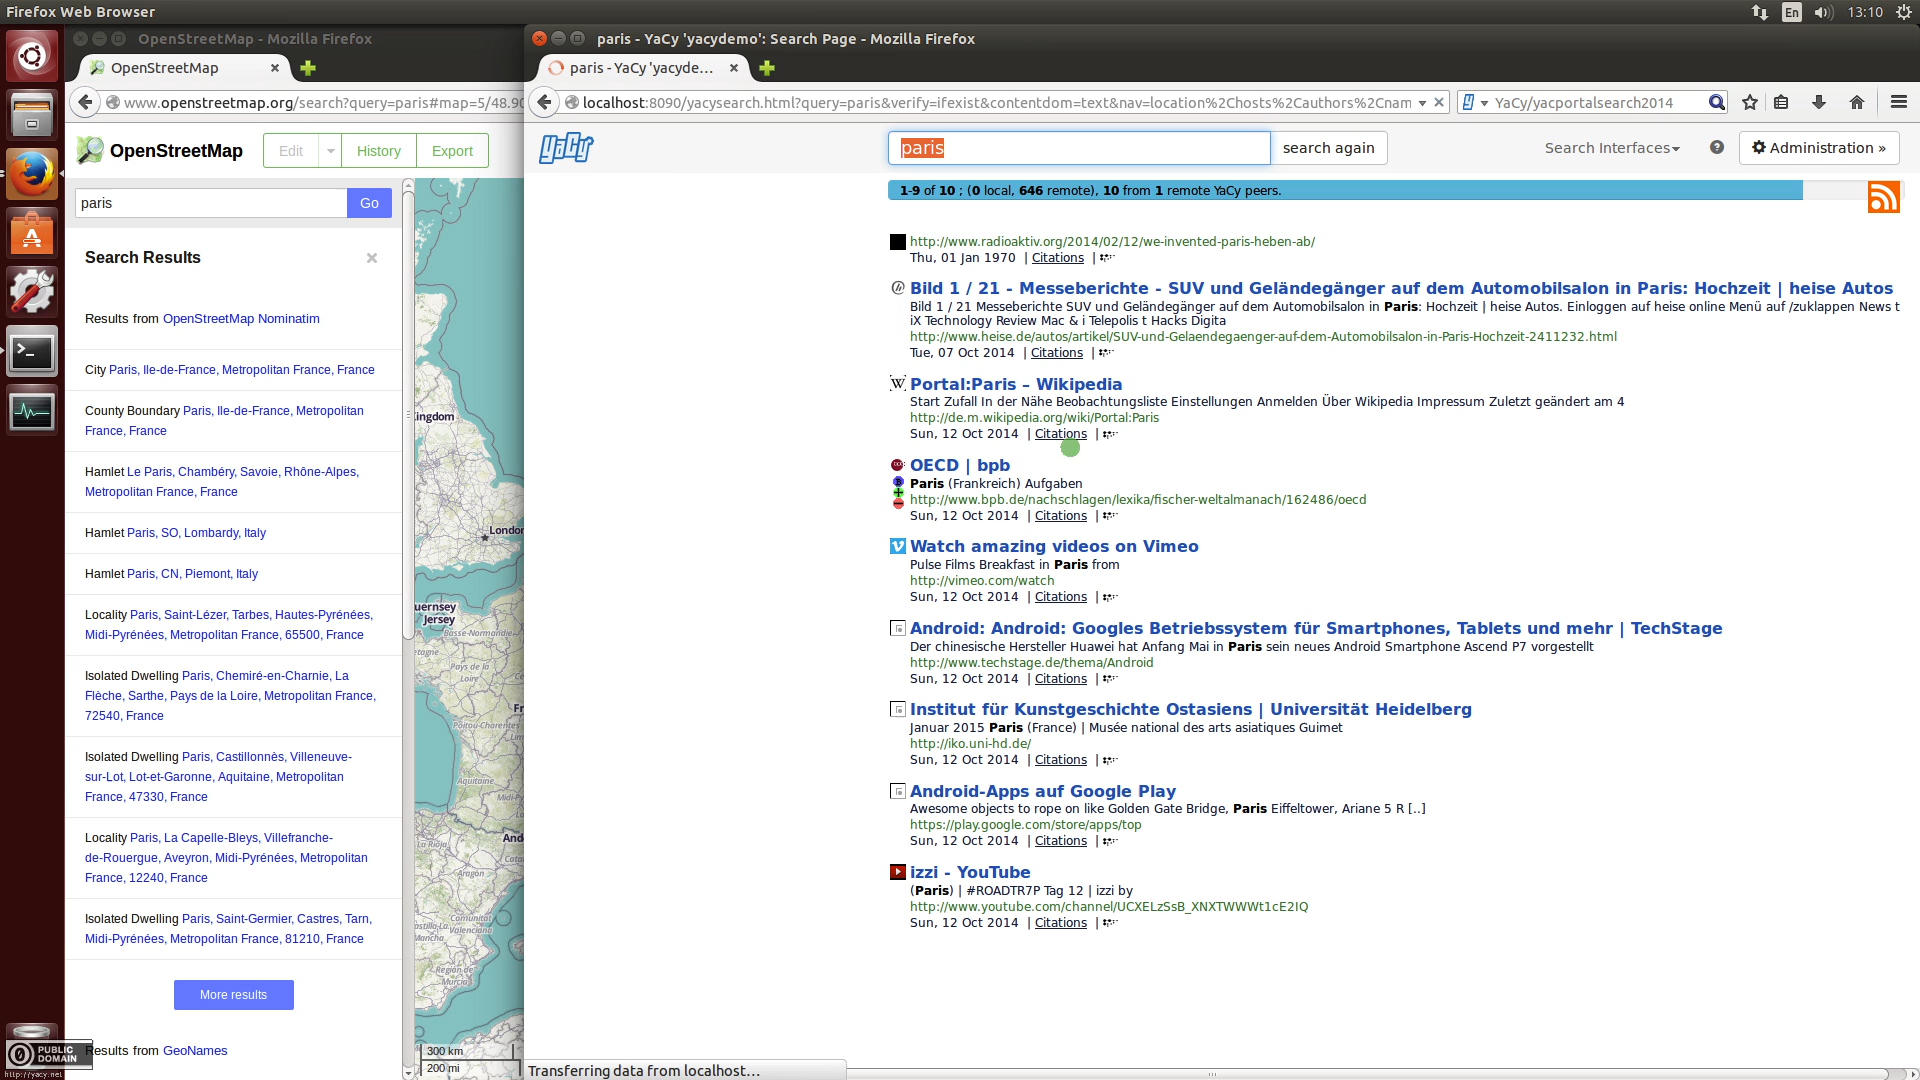 Firefox Web Browser
En
13:10
OpenStreetMap - Mozilla Firefox
OpenStreetMap
www.openstreetmap.org/search?query=paris#map=5/48.90
OpenStreetMap
Edit
History
Export
paris
Go
Search Results
Results from OpenStreetMap Nominatim
City Paris, Ile-de-France, Metropolitan France, France
County Boundary Paris, Ile-de-France, Metropolitan
France, France
Hamlet Le Paris, Chambéry, Savoie, Rhône-Alpes,
Metropolitan France, France
Hamlet Paris, SO, Lombardy, Italy
Hamlet Paris, CN, Piemont, Italy
Locality Paris, Saint-Lézer, Tarbes, Hautes-Pyrénées,
Midi-Pyrénées, Metropolitan France, 65500, France
Isolated Dwelling Paris, Chemiré-en-Charnie, La
Flèche, Sarthe, Pays de la Loire, Metropolitan France,
72540, France
Isolated Dwelling Paris, Castillonnès, Villeneuve-
sur-Lot, Lot-et-Garonne, Aquitaine, Metropolitan
France, 47330, France
Locality Paris, La Capelle-Bleys, Villefranche-
de-Rouergue, Aveyron, Midi-Pyrénées, Metropolitan
France, 12240, France
Isolated Dwelling Paris, Saint-Germier, Castres, Tarn,
Midi-Pyrénées, Metropolitan France, 81210, France
More results
Results from GeoNames
PUBLIC
DOMAIN
http://yacy.net
London
Jersey
Basse-Normandie
Pays de la
Loire
Aquitaine
La Rioja
Aragón
Comunitat
Valenciana
Región de
Murcia
300 km
200 mi
paris - YaCy 'yacydemo': Search Page - Mozilla Firefox
paris - YaCy 'yacyde...
localhost:8090/yacysearch.html?query=paris&verify=ifexist&contentdom=text&nav=location%2Chosts%2Cauthors%2Cnam
YaCy/yacportalsearch2014
YaCy
paris
search again
Search Interfaces
Administration »
1-9 of 10 ; (0 local, 646 remote), 10 from 1 remote YaCy peers.
http://www.radioaktiv.org/2014/02/12/we-invented-paris-heben-ab/
Thu, 01 Jan 1970 | Citations |
Bild 1 / 21 - Messeberichte - SUV und Geländegänger auf dem Automobilsalon in Paris: Hochzeit | heise Autos
Bild 1 / 21 Messeberichte SUV und Geländegänger auf dem Automobilsalon in Paris: Hochzeit | heise Autos. Einloggen auf heise online Menü auf /zuklappen News t
iX Technology Review Mac & i Telepolis t Hacks Digita
http://www.heise.de/autos/artikel/SUV-und-Gelaendegaenger-auf-dem-Automobilsalon-in-Paris-Hochzeit-2411232.html
Tue, 07 Oct 2014 | Citations |
Portal:Paris – Wikipedia
Start Zufall In der Nähe Beobachtungsliste Einstellungen Anmelden Über Wikipedia Impressum Zuletzt geändert am 4
http://de.m.wikipedia.org/wiki/Portal:Paris
Sun, 12 Oct 2014 | Citations |
OECD | bpb
Paris (Frankreich) Aufgaben
http://www.bpb.de/nachschlagen/lexika/fischer-weltalmanach/162486/oecd
Sun, 12 Oct 2014 | Citations |
Watch amazing videos on Vimeo
Pulse Films Breakfast in Paris from
http://vimeo.com/watch
Sun, 12 Oct 2014 | Citations |
Android: Android: Googles Betriebssystem für Smartphones, Tablets und mehr | TechStage
Der chinesische Hersteller Huawei hat Anfang Mai in Paris sein neues Android Smartphone Ascend P7 vorgestellt
http://www.techstage.de/thema/Android
Sun, 12 Oct 2014 | Citations |
Institut für Kunstgeschichte Ostasiens | Universität Heidelberg
Januar 2015 Paris (France) | Musée national des arts asiatiques Guimet
http://iko.uni-hd.de/
Sun, 12 Oct 2014 | Citations |
Android-Apps auf Google Play
Awesome objects to rope on like Golden Gate Bridge, Paris Eiffeltower, Ariane 5 R [..]
https://play.google.com/store/apps/top
Sun, 12 Oct 2014 | Citations |
izzi - YouTube
(Paris) | #ROADTR7P Tag 12 | izzi by
http://www.youtube.com/channel/UCXELzSsB_XNXTWWWt1cE2IQ
Sun, 12 Oct 2014 | Citations |
Transferring data from localhost...